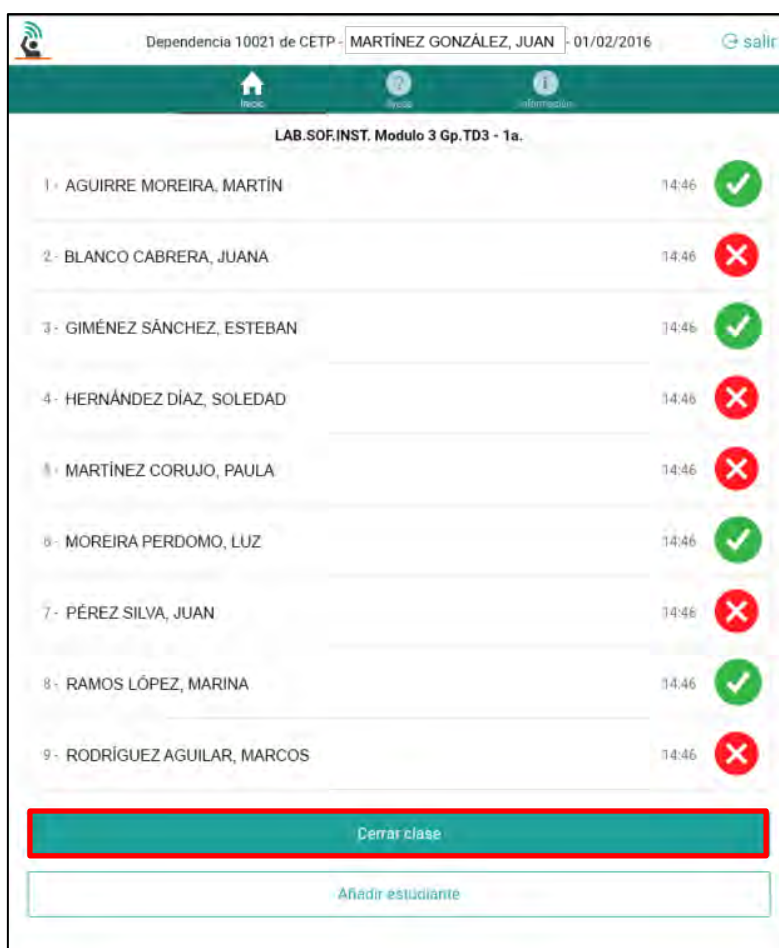 Dependencia 10021 de CETP - MARTÍNEZ GONZÁLEZ, JUAN - 01/02/2016 salir
Inicio Ayuda Información
LAB.SOF.INST. Modulo 3 Gp.TD3 - 1a.
1 - AGUIRRE MOREIRA, MARTÍN 14:46
2 - BLANCO CABRERA, JUANA 14:46
3 - GIMÉNEZ SÁNCHEZ, ESTEBAN 14:46
4 - HERNÁNDEZ DÍAZ, SOLEDAD 14:46
5 - MARTÍNEZ CORUJO, PAULA 14:46
6 - MOREIRA PERDOMO, LUZ 14:46
7 - PÉREZ SILVA, JUAN 14:46
8 - RAMOS LÓPEZ, MARINA 14:46
9 - RODRÍGUEZ AGUILAR, MARCOS 14:46
Cerrar clase
Añadir estudiante